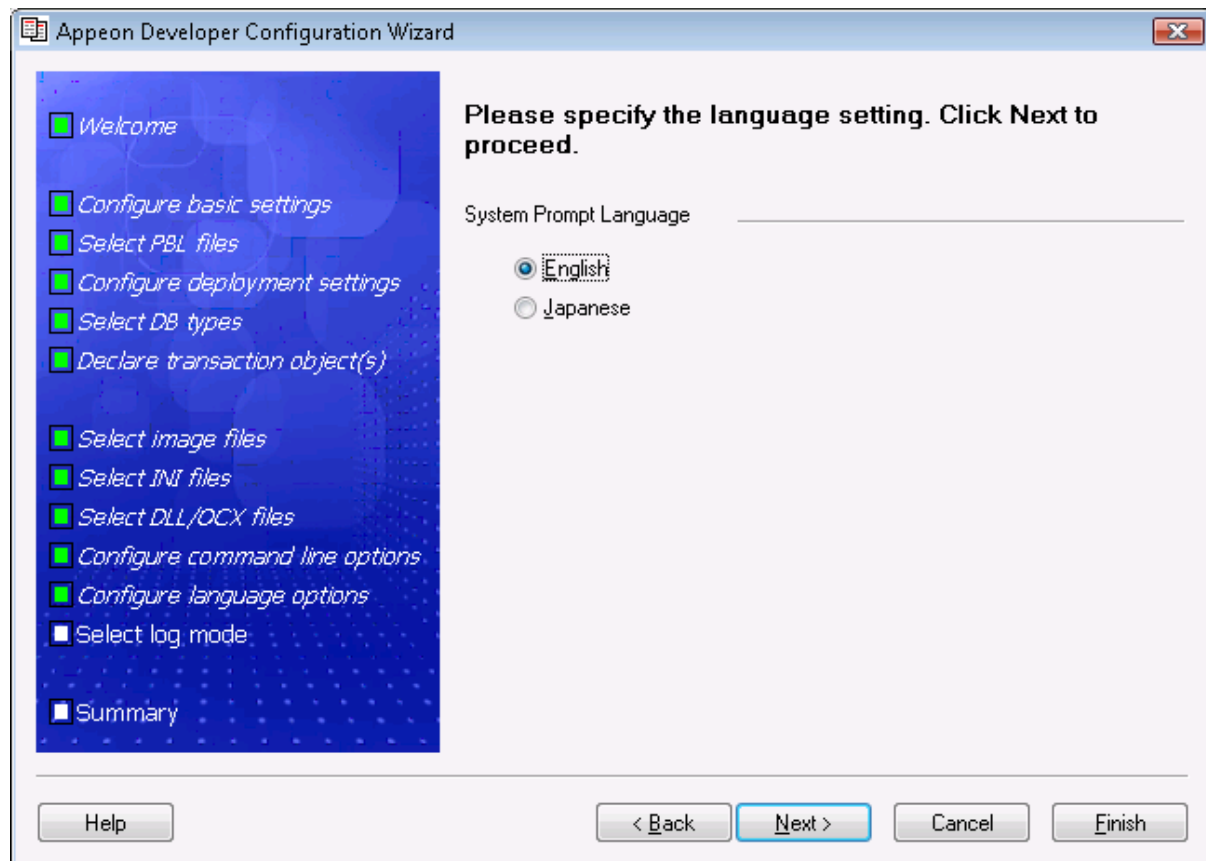 Appeon Developer Configuration Wizard
Welcome
Configure basic settings
Select PBL files
Configure deployment settings
Select DB types
Declare transaction object(s)
Select image files
Select INI files
Select DLL/OCX files
Configure command line options
Configure language options
Select log mode
Summary
Please specify the language setting. Click Next to
proceed.
System Prompt Language
English
Japanese
Help
< Back
Next >
Cancel
Finish